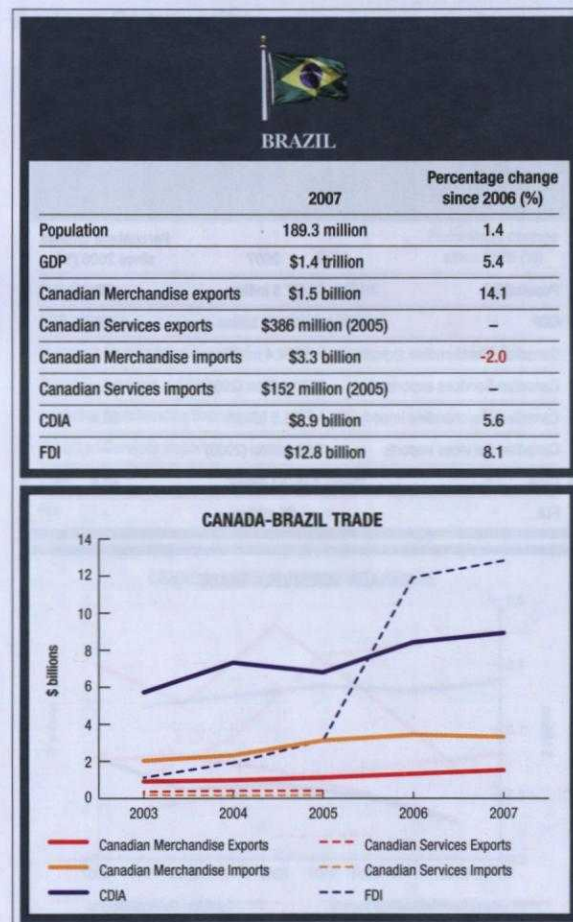 BRAZIL
2007
Percentage change
since 2006 (%)
Population 189.3 million 1.4
GDP $1.4 trillion 5.4
Canadian Merchandise exports $1.5 billion 14.1
Canadian Services exports $386 million (2005) –
Canadian Merchandise imports $3.3 billion -2.0
Canadian Services imports $152 million (2005) –
CDIA $8.9 billion 5.6
FDI $12.8 billion 8.1
CANADA-BRAZIL TRADE
$ billions
14
12
10
8
6
4
2
0
2003 2004 2005 2006 2007
Canadian Merchandise Exports Canadian Services Exports
Canadian Merchandise Imports Canadian Services Imports
CDIA FDI